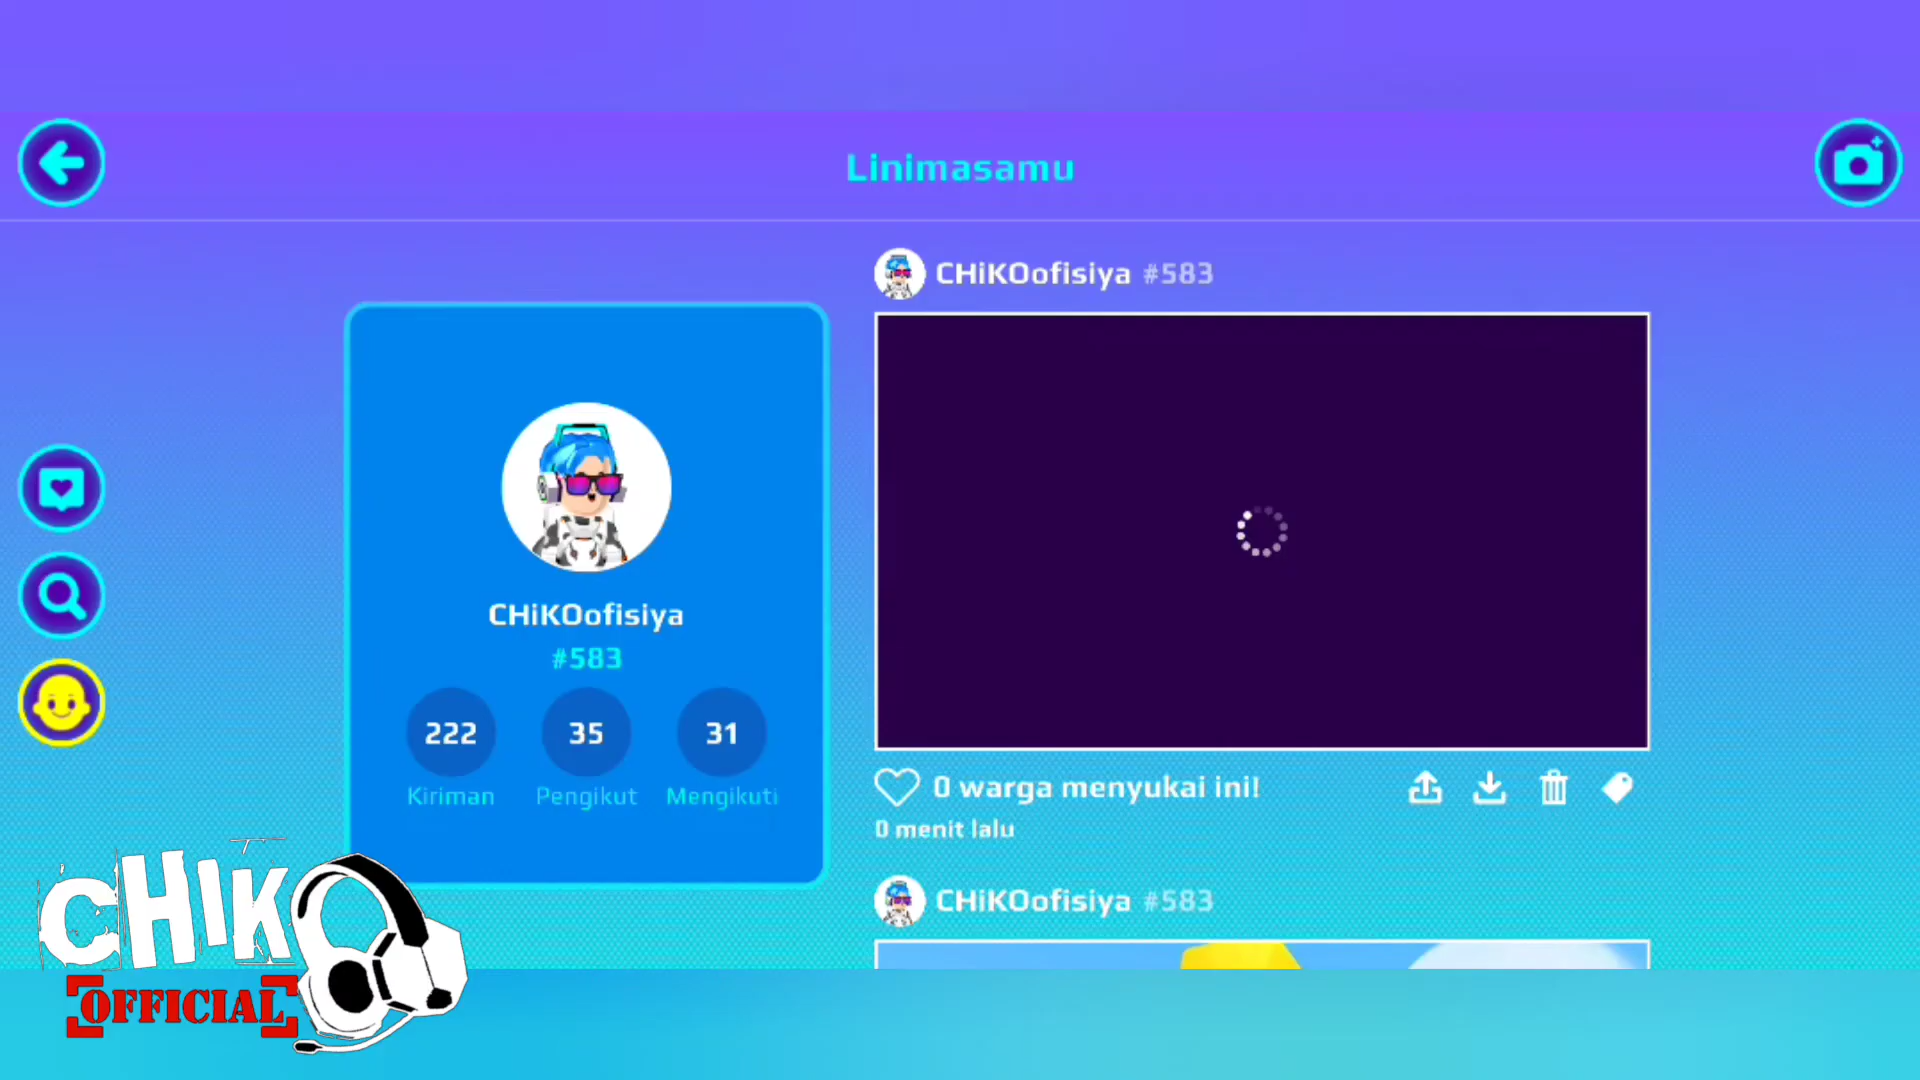 Linimasamu
CHiKOofisiya #583
CHiKOofisiya
#583
222 35 31
Kiriman Pengikut Mengikuti
0 warga menyukai ini!
0 menit lalu
CHiKOofisiya #583
CHIKO
OFFICIAL